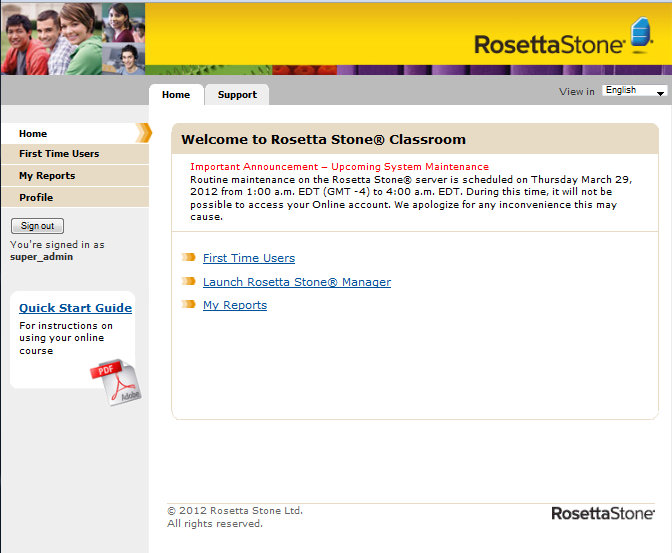 RosettaStone®
Home
Support
View in
English
Home
First Time Users
My Reports
Profile
Sign out
You're signed in as
super_admin
Quick Start Guide
For instructions on
using your online
course
PDF
Adobe
Welcome to Rosetta Stone® Classroom
Important Announcement – Upcoming System Maintenance
Routine maintenance on the Rosetta Stone® server is scheduled on Thursday March 29,
2012 from 1:00 a.m. EDT (GMT -4) to 4:00 a.m. EDT. During this time, it will not be
possible to access your Online account. We apologize for any inconvenience this may
cause.
First Time Users
Launch Rosetta Stone® Manager
My Reports
© 2012 Rosetta Stone Ltd.
All rights reserved.
RosettaStone®